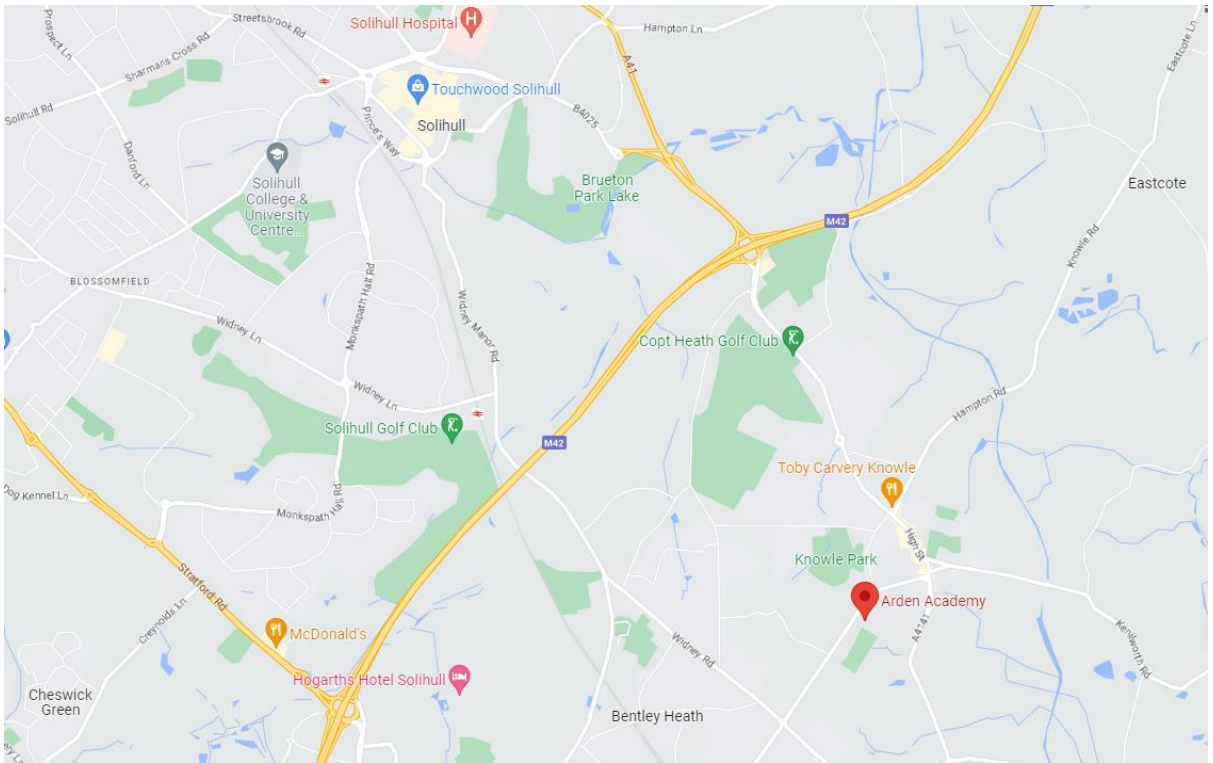 Solihull Hospital
H
Streetsbrook Rd
Prospect Ln
Sharmans Cross Rd
Hampton Ln
A41
Eastcote Ln
Solihull Rd
Touchwood Solihull
B4025
Solihull
Prince's Way
Danford Ln
Solihull
College &
University
Centre...
Brueton
Park Lake
Eastcote
M42
Knowle Rd
BLOSSOMFIELD
Monkspath Hall Rd
Widney Manor Rd
Widney Ln
Copt Heath Golf Club
Widney Ln
Hampton Rd
Solihull Golf Club
M42
Toby Carvery Knowle
Dog Kennel Ln
Monkspath Hall Rd
High St
Knowle Park
Stratford Rd
Arden Academy
Creynolds Ln
McDonald's
Widney Rd
A4141
Kenilworth Rd
Hogarths Hotel Solihull
Cheswick
Green
Bentley Heath